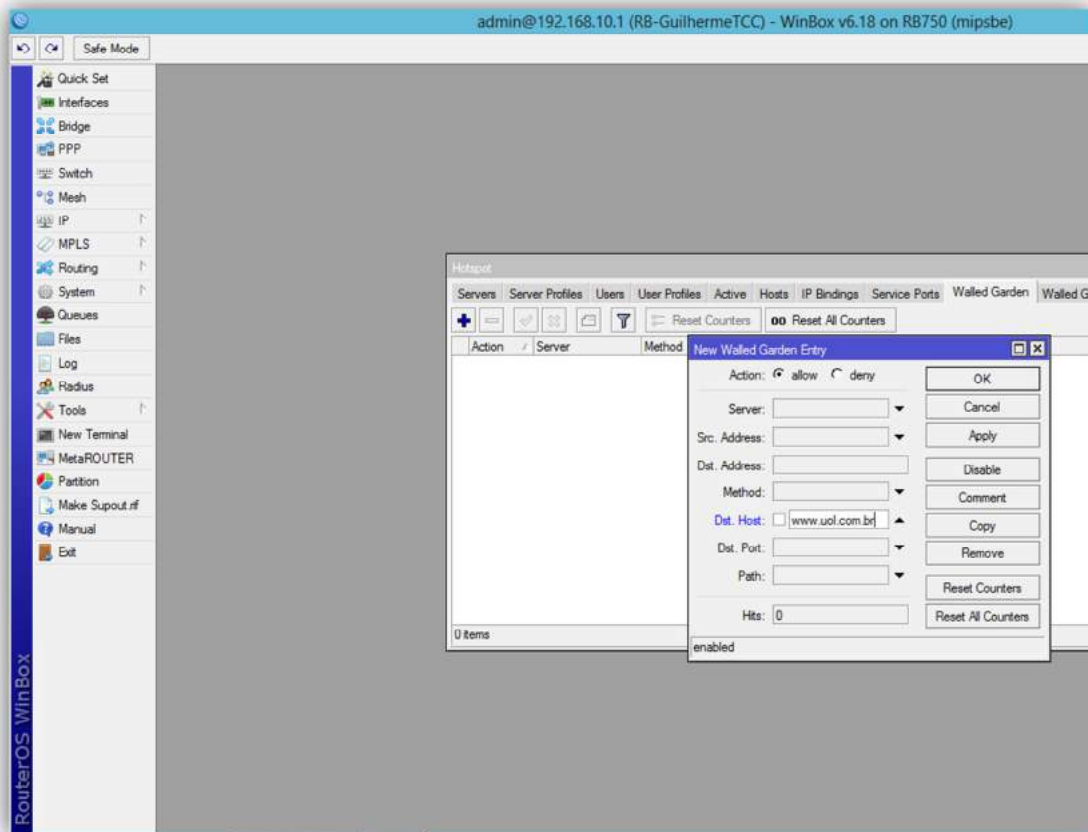 admin@192.168.10.1 (RB-GuilhermeTCC) - WinBox v6.18 on RB750 (mipsbe)
Safe Mode
Quick Set
Interfaces
Bridge
PPP
Switch
Mesh
IP
MPLS
Routing
System
Queues
Files
Log
Radius
Tools
New Terminal
MetaROUTER
Partition
Make Supout.rif
Manual
Exit
RouterOS WinBox
Hotspot
Servers Server Profiles Users User Profiles Active Hosts IP Bindings Service Ports Walled Garden Walled G
Reset Counters 00 Reset All Counters
Action Server Method
0 items
New Walled Garden Entry
Action: allow deny
Server:
Src. Address:
Dst. Address:
Method:
Dst. Host: www.uol.com.br
Dst. Port:
Path:
Hits: 0
enabled
OK
Cancel
Apply
Disable
Comment
Copy
Remove
Reset Counters
Reset All Counters